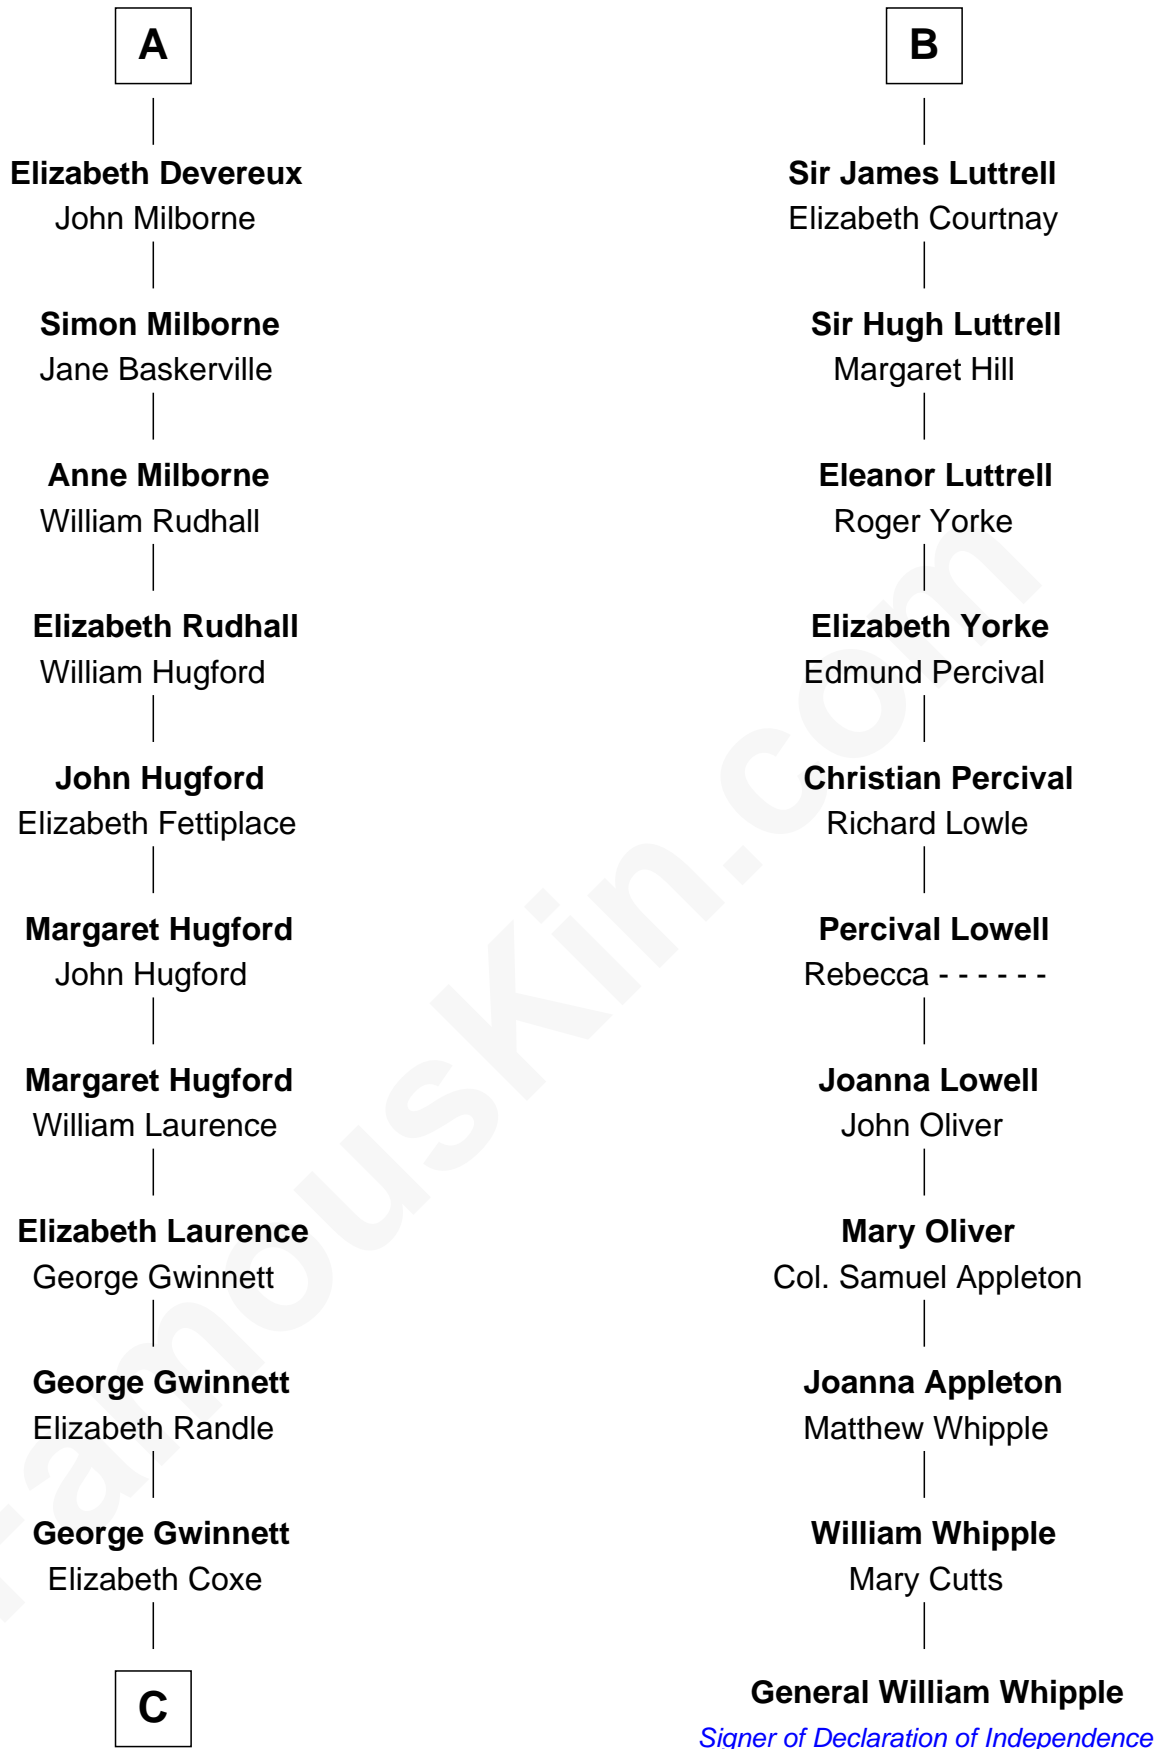 A
Elizabeth Devereux
John Milborne
Simon Milborne
Jane Baskerville
Anne Milborne
William Rudhall
Elizabeth Rudhall
William Hugford
John Hugford
Elizabeth Fettiplace
Margaret Hugford
John Hugford
Margaret Hugford
William Laurence
Elizabeth Laurence
George Gwinnett
George Gwinnett
Elizabeth Randle
George Gwinnett
Elizabeth Coxe
C
B
Sir James Luttrell
Elizabeth Courtnay
Sir Hugh Luttrell
Margaret Hill
Eleanor Luttrell
Roger Yorke
Elizabeth Yorke
Edmund Percival
Christian Percival
Richard Lowle
Percival Lowell
Rebecca - - - - - -
Joanna Lowell
John Oliver
Mary Oliver
Col. Samuel Appleton
Joanna Appleton
Matthew Whipple
William Whipple
Mary Cutts
General William Whipple
Signer of Declaration of Independence
FamousKin.com